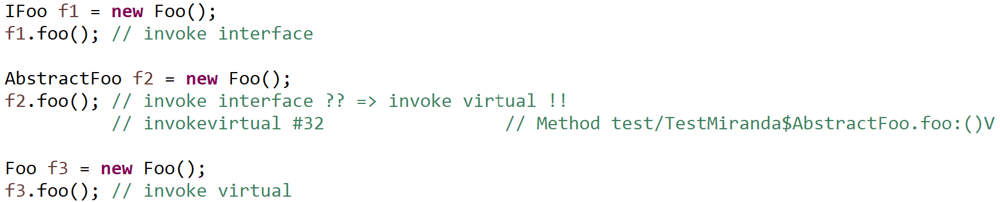 IFoo f1 = new Foo();
f1.foo(); // invoke interface
AbstractFoo f2 = new Foo();
f2.foo(); // invoke interface ?? => invoke virtual !!
// invokevirtual #32 // Method test/TestMiranda$AbstractFoo.foo:()V
Foo f3 = new Foo();
f3.foo(); // invoke virtual